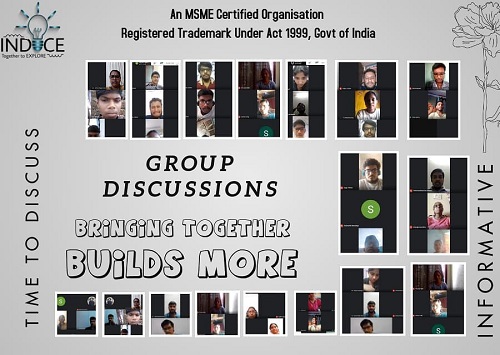 An MSME Certified Organisation
Registered Trademark Under Act 1999, Govt of India
INDUCE
Together to EXPLORE
TIME TO DISCUSS
GROUP
DISCUSSIONS
BRINGING TOGETHER
BUILDS MORE
INFORMATIVE
S
S
S
S